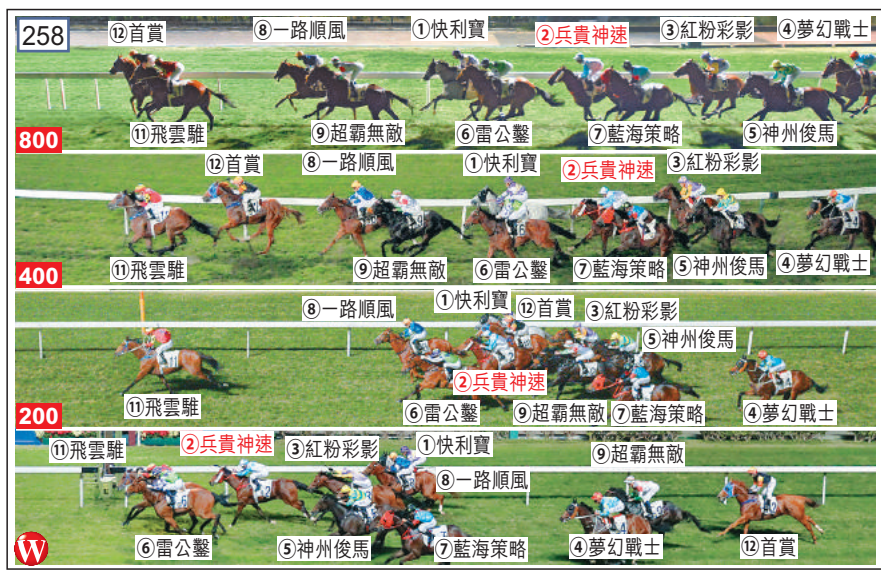 258
⑫首賞 ⑧一路順風 ①快利寶 ②兵貴神速 ③紅粉彩影 ④夢幻戰士
800 ⑪飛雲騅 ⑨超霸無敵 ⑥雷公鑿 ⑦藍海策略 ⑤神州俊馬
⑫首賞 ⑧一路順風 ①快利寶 ②兵貴神速 ③紅粉彩影
400 ⑪飛雲騅 ⑨超霸無敵 ⑥雷公鑿 ⑦藍海策略 ⑤神州俊馬 ④夢幻戰士
⑧一路順風 ①快利寶 ⑫首賞 ③紅粉彩影
⑤神州俊馬
②兵貴神速
200 ⑪飛雲騅 ⑥雷公鑿 ⑨超霸無敵 ⑦藍海策略 ④夢幻戰士
⑪飛雲騅 ②兵貴神速 ③紅粉彩影 ①快利寶 ⑨超霸無敵
⑧一路順風
W ⑥雷公鑿 ⑤神州俊馬 ⑦藍海策略 ④夢幻戰士 ⑫首賞